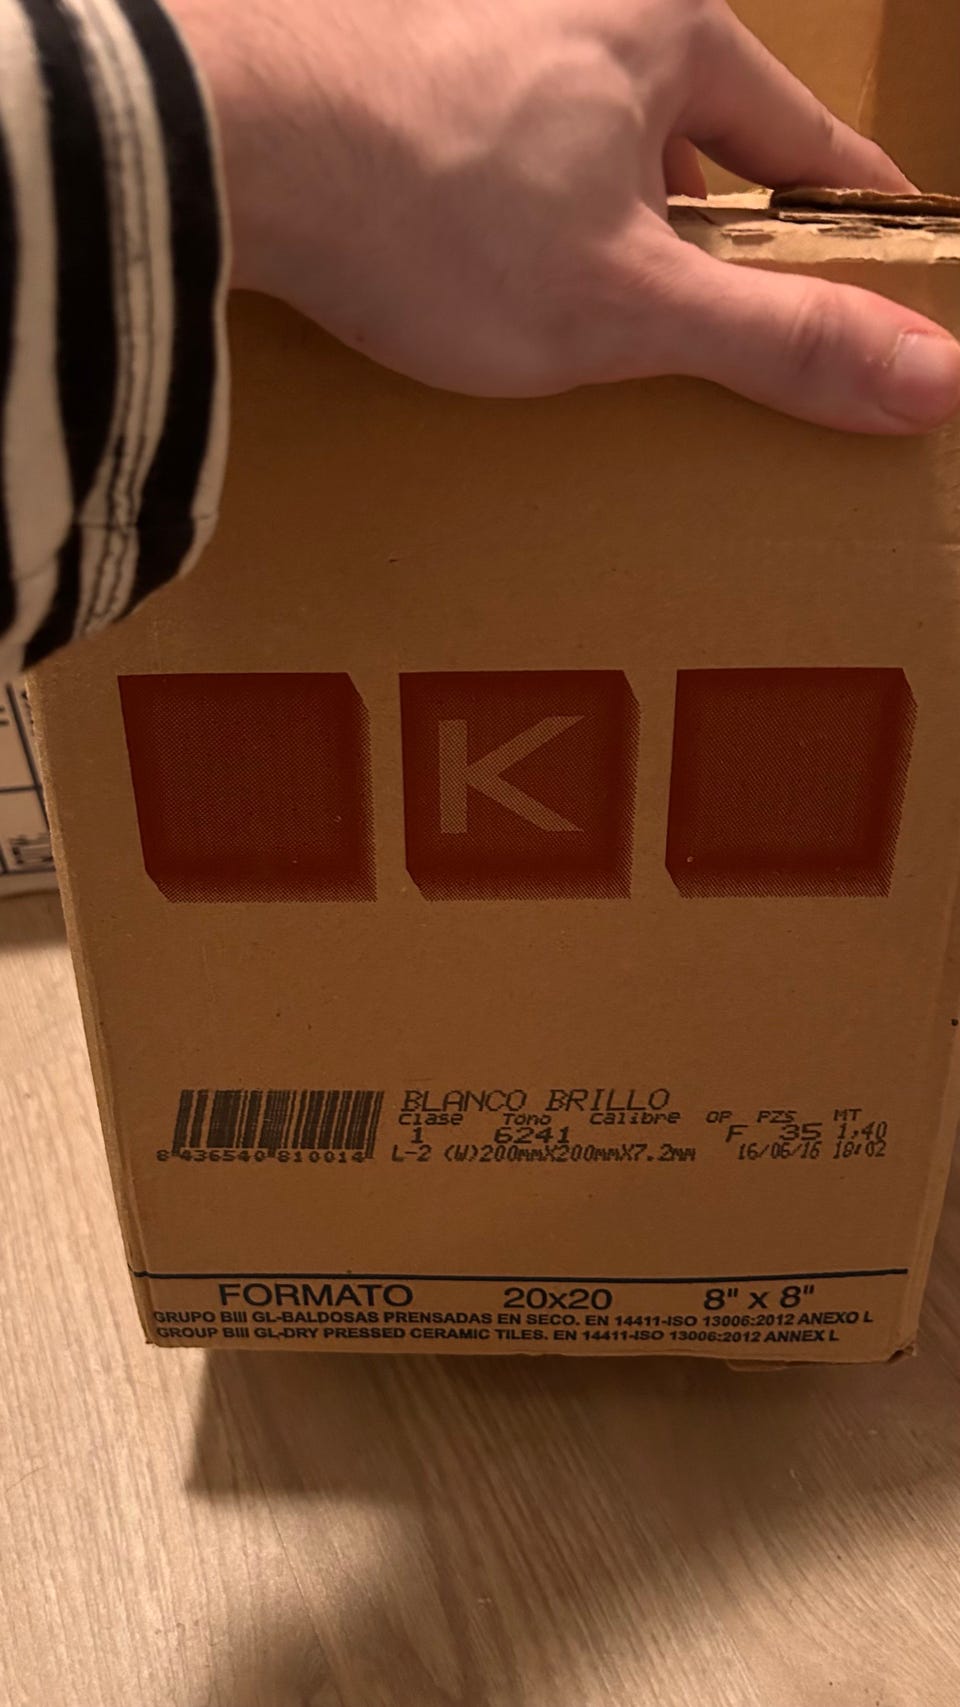 K
BLANCO BRILLO
Clase Tono Calibre OP PZS MT
1 6241 F 35 1.40
8 436540 810014 L-2 (W)200mmX200mmX7.2mm 16/06/16 18:02
FORMATO 20x20 8" x 8"
GRUPO BIII GL-BALDOSAS PRENSADAS EN SECO. EN 14411-ISO 13006:2012 ANEXO L
GROUP BIII GL-DRY PRESSED CERAMIC TILES. EN 14411-ISO 13006:2012 ANNEX L